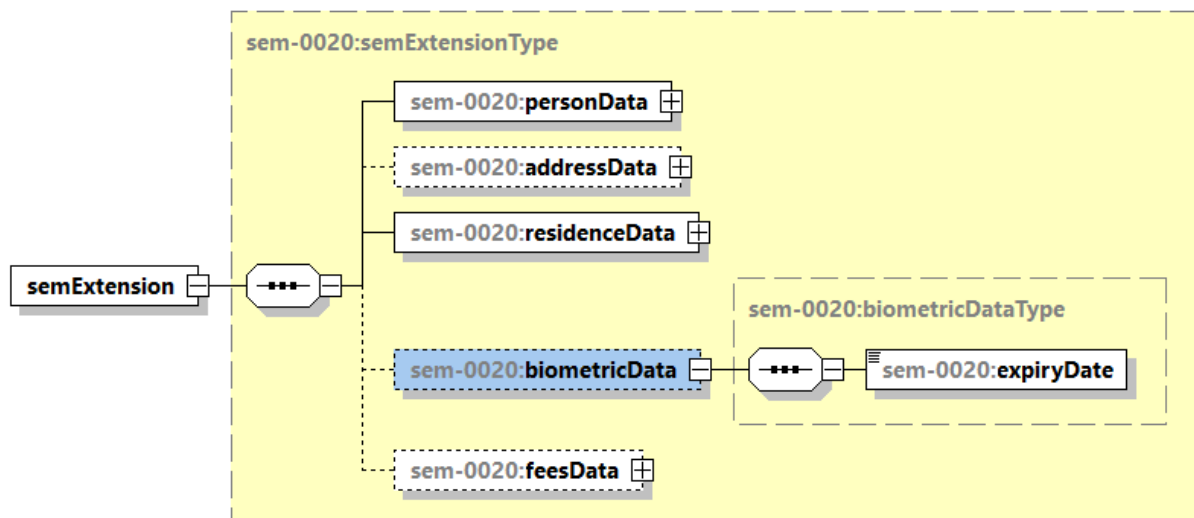 sem-0020:semExtensionType
sem-0020:personData
sem-0020:addressData
sem-0020:residenceData
semExtension
sem-0020:biometricDataType
sem-0020:biometricData
sem-0020:expiryDate
sem-0020:feesData